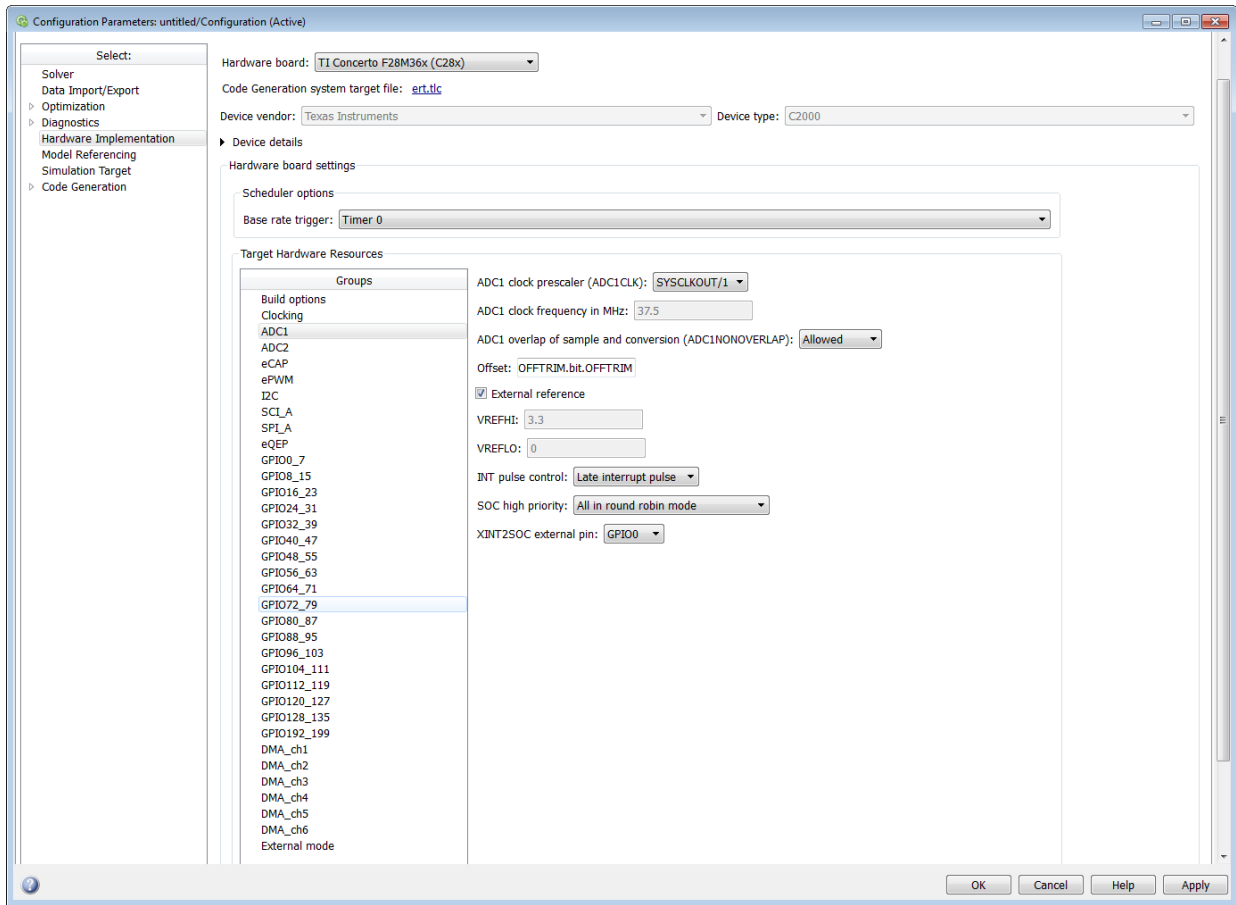 Configuration Parameters: untitled/Configuration (Active)
Select:
Solver
Data Import/Export
Optimization
Diagnostics
Hardware Implementation
Model Referencing
Simulation Target
Code Generation
Hardware board: TI Concerto F28M36x (C28x)
Code Generation system target file: ert.tlc
Device vendor: Texas Instruments Device type: C2000
Device details
Hardware board settings
Scheduler options
Base rate trigger: Timer 0
Target Hardware Resources
Groups
Build options
Clocking
ADC1
ADC2
eCAP
ePWM
I2C
SCI_A
SPI_A
eQEP
GPIO0_7
GPIO8_15
GPIO16_23
GPIO24_31
GPIO32_39
GPIO40_47
GPIO48_55
GPIO56_63
GPIO64_71
GPIO72_79
GPIO80_87
GPIO88_95
GPIO96_103
GPIO104_111
GPIO112_119
GPIO120_127
GPIO128_135
GPIO192_199
DMA_ch1
DMA_ch2
DMA_ch3
DMA_ch4
DMA_ch5
DMA_ch6
External mode
ADC1 clock prescaler (ADC1CLK): SYSCLKOUT/1
ADC1 clock frequency in MHz: 37.5
ADC1 overlap of sample and conversion (ADC1NONOVERLAP): Allowed
Offset: OFFTRIM.bit.OFFTRIM
External reference
VREFHI: 3.3
VREFLO: 0
INT pulse control: Late interrupt pulse
SOC high priority: All in round robin mode
XINT2SOC external pin: GPIO0
OK Cancel Help Apply